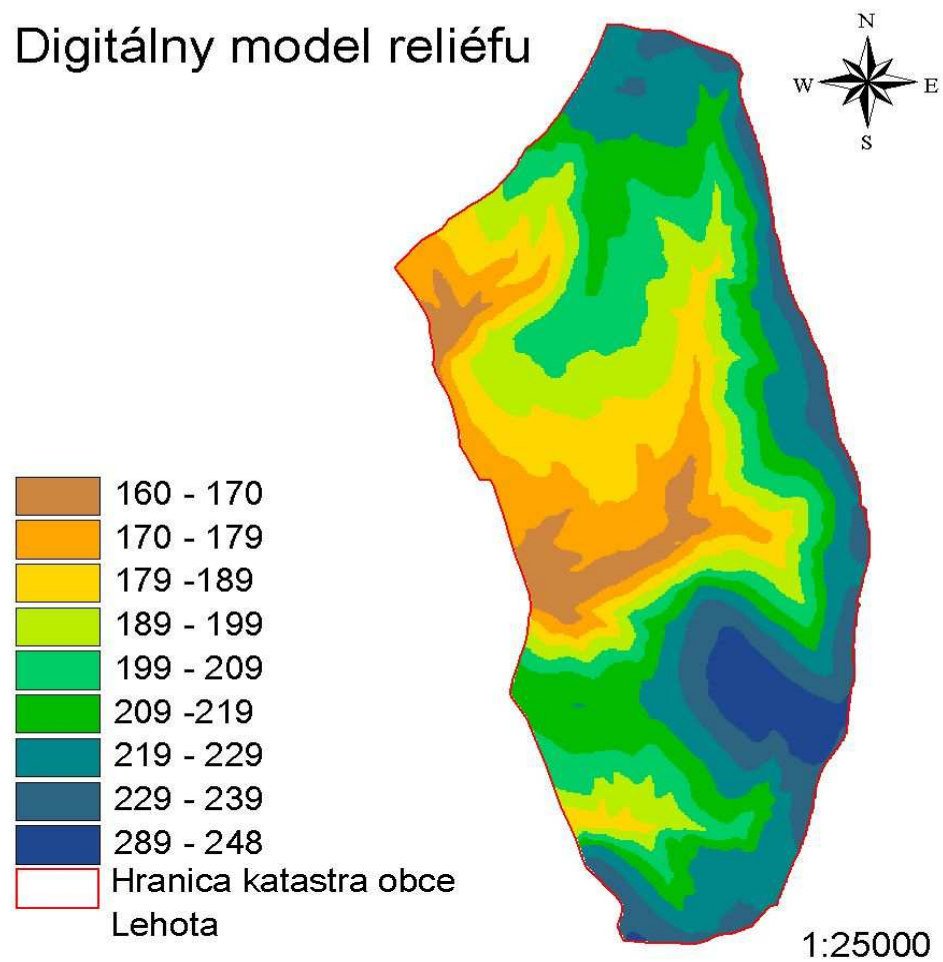 Digitálny model reliéfu
N
W E
S
160 - 170
170 - 179
179 -189
189 - 199
199 - 209
209 -219
219 - 229
229 - 239
289 - 248
Hranica katastra obce
Lehota
1:25000